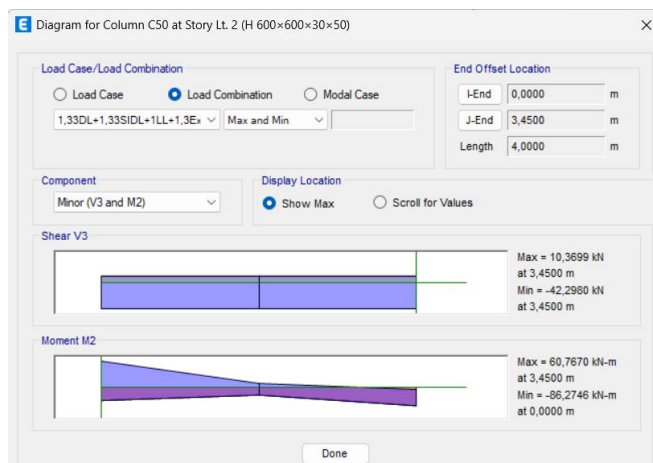 E Diagram for Column C50 at Story Lt. 2 (H 600×600×30×50)
Load Case/Load Combination
Load Case Load Combination Modal Case
1,33DL+1,33SIDL+1LL+1,3Ex Max and Min
End Offset Location
I-End 0,0000 m
J-End 3,4500 m
Length 4,0000 m
Component
Minor (V3 and M2)
Display Location
Show Max Scroll for Values
Shear V3
Max = 10,3699 kN
at 3,4500 m
Min = -42,2980 kN
at 3,4500 m
Moment M2
Max = 60,7670 kN-m
at 3,4500 m
Min = -86,2746 kN-m
at 0,0000 m
Done